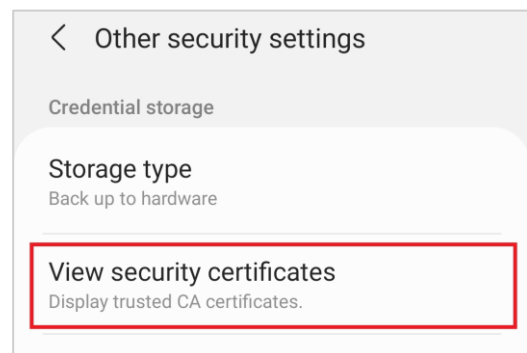 Other security settings
Credential storage
Storage type
Back up to hardware
View security certificates
Display trusted CA certificates.